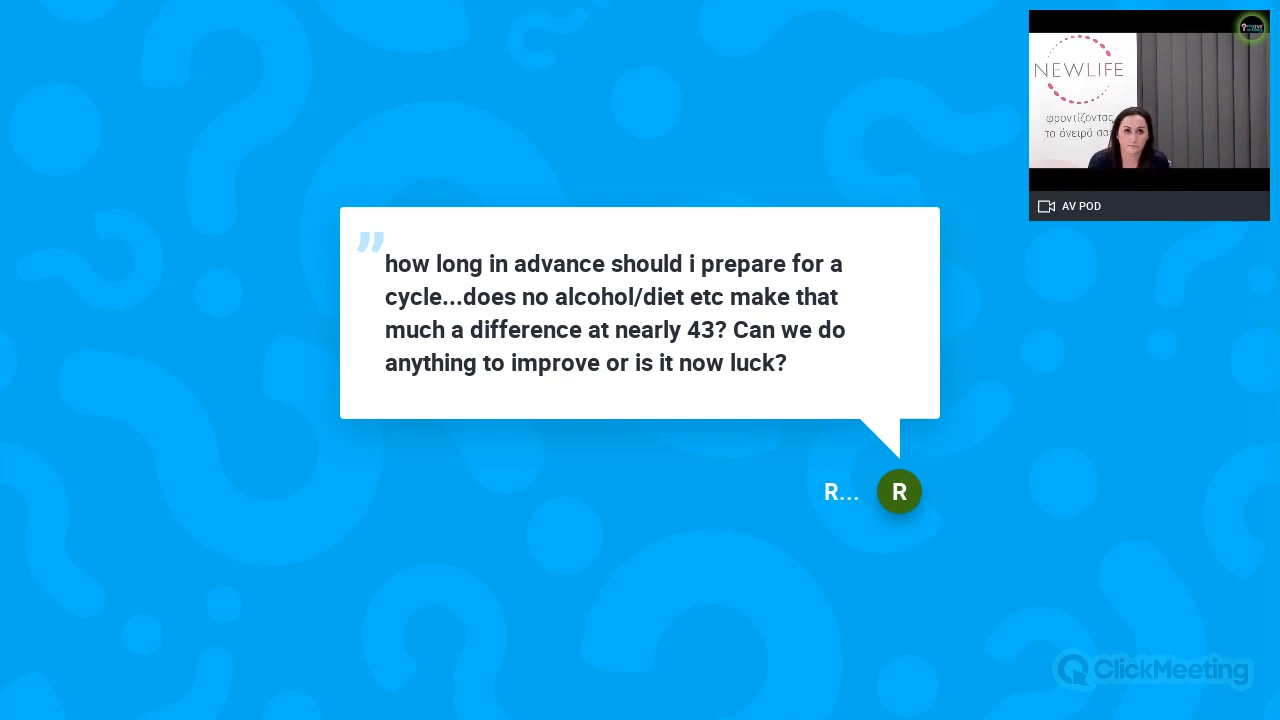 how long in advance should i prepare for a
cycle...does no alcohol/diet etc make that
much a difference at nearly 43? Can we do
anything to improve or is it now luck?
R...
R
NEWLIFE
φροντίζοντας
το όνειρό σας
AV POD
ClickMeeting